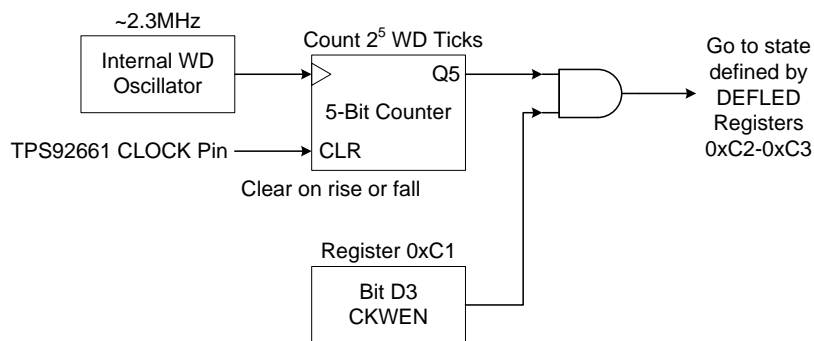 ~2.3MHz
Internal WD
Oscillator
Count 2⁵ WD Ticks
Q5
5-Bit Counter
CLR
TPS92661 CLOCK Pin
Clear on rise or fall
Go to state
defined by
DEFLED
Registers
0xC2-0xC3
Register 0xC1
Bit D3
CKWEN